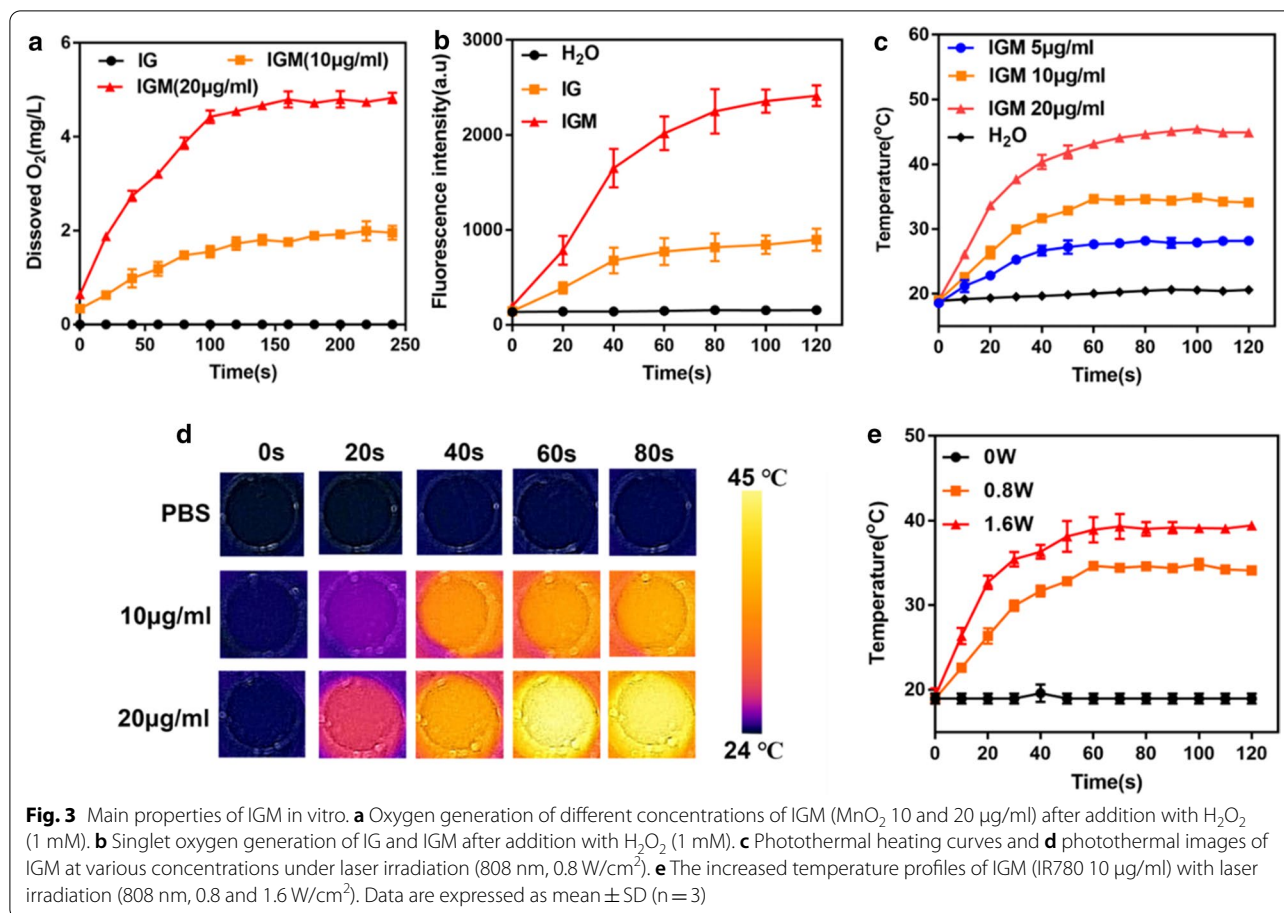 a
Dissoved O₂(mg/L)
6
4
2
0
IG
IGM(10µg/ml)
IGM(20µg/ml)
0 50 100 150 200 250
Time(s)
b
Fluorescence intensity(a.u)
3000
2000
1000
0
H₂O
IG
IGM
0 20 40 60 80 100 120
Time(s)
c
Temperature(°C)
60
50
40
30
20
IGM 5µg/ml
IGM 10µg/ml
IGM 20µg/ml
H₂O
0 20 40 60 80 100 120
Time(s)
d
0s 20s 40s 60s 80s
PBS
10µg/ml
20µg/ml
45 °C
24 °C
e
Temperature(°C)
50
40
30
20
0W
0.8W
1.6W
0 20 40 60 80 100 120
Time(s)
Fig. 3 Main properties of IGM in vitro. a Oxygen generation of different concentrations of IGM (MnO₂ 10 and 20 µg/ml) after addition with H₂O₂
(1 mM). b Singlet oxygen generation of IG and IGM after addition with H₂O₂ (1 mM). c Photothermal heating curves and d photothermal images of
IGM at various concentrations under laser irradiation (808 nm, 0.8 W/cm²). e The increased temperature profiles of IGM (IR780 10 µg/ml) with laser
irradiation (808 nm, 0.8 and 1.6 W/cm²). Data are expressed as mean ± SD (n = 3)